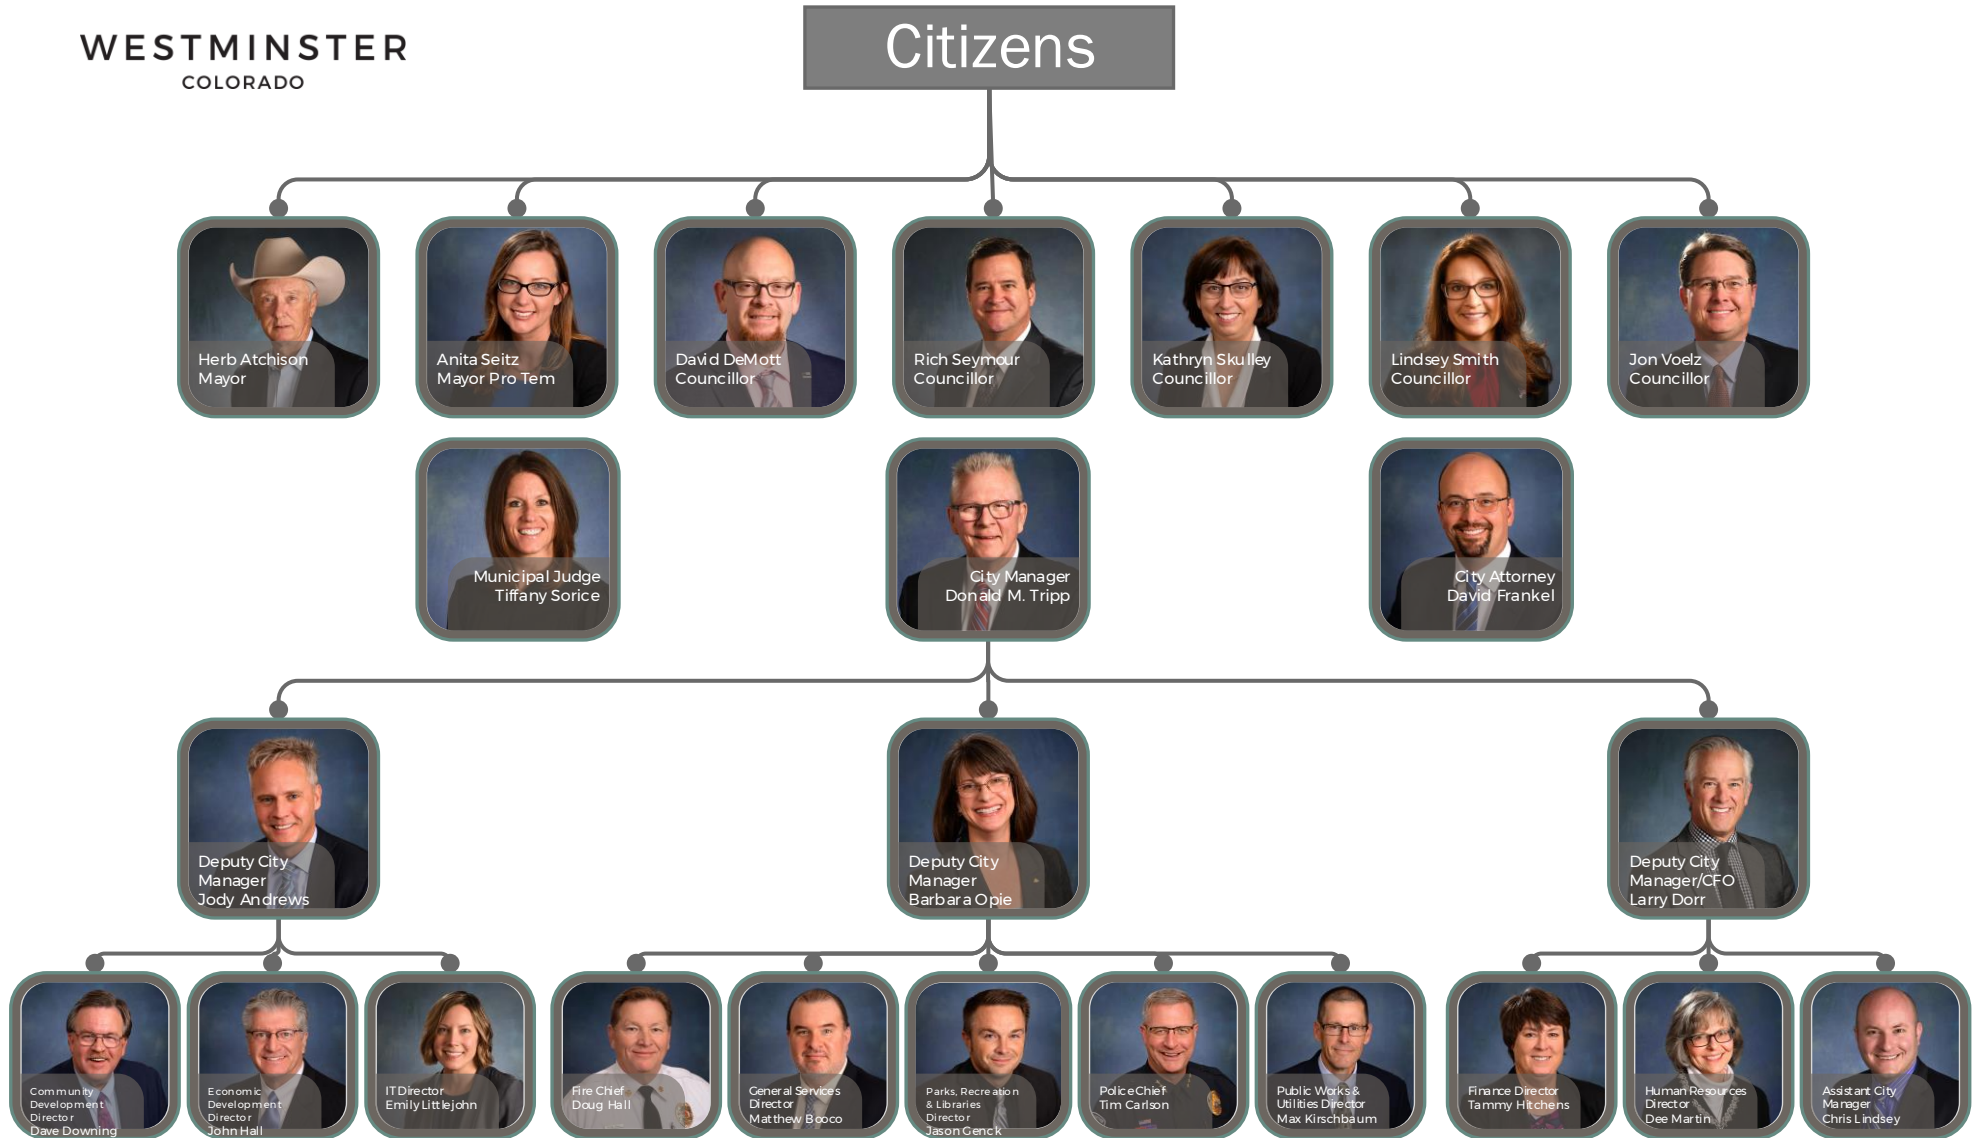 WESTMINSTER
COLORADO
Citizens
Herb Atchison
Mayor
Anita Seitz
Mayor Pro Tem
David DeMott
Councillor
Rich Seymour
Councillor
Kathryn Skulley
Councillor
Lindsey Smith
Councillor
Jon Voelz
Councillor
Municipal Judge
Tiffany Sorice
City Manager
Donald M. Tripp
City Attorney
David Frankel
Deputy City
Manager
Jody Andrews
Deputy City
Manager
Barbara Opie
Deputy City
Manager/CFO
Larry Dorr
Community
Development
Director
Dave Downing
Economic
Development
Director
John Hall
IT Director
Emily Littlejohn
Fire Chief
Doug Hall
General Services
Director
Matthew Booco
Parks, Recreation
& Libraries
Director
Jason Genck
Police Chief
Tim Carlson
Public Works &
Utilities Director
Max Kirschbaum
Finance Director
Tammy Hitchens
Human Resources
Director
Dee Martin
Assistant City
Manager
Chris Lindsey